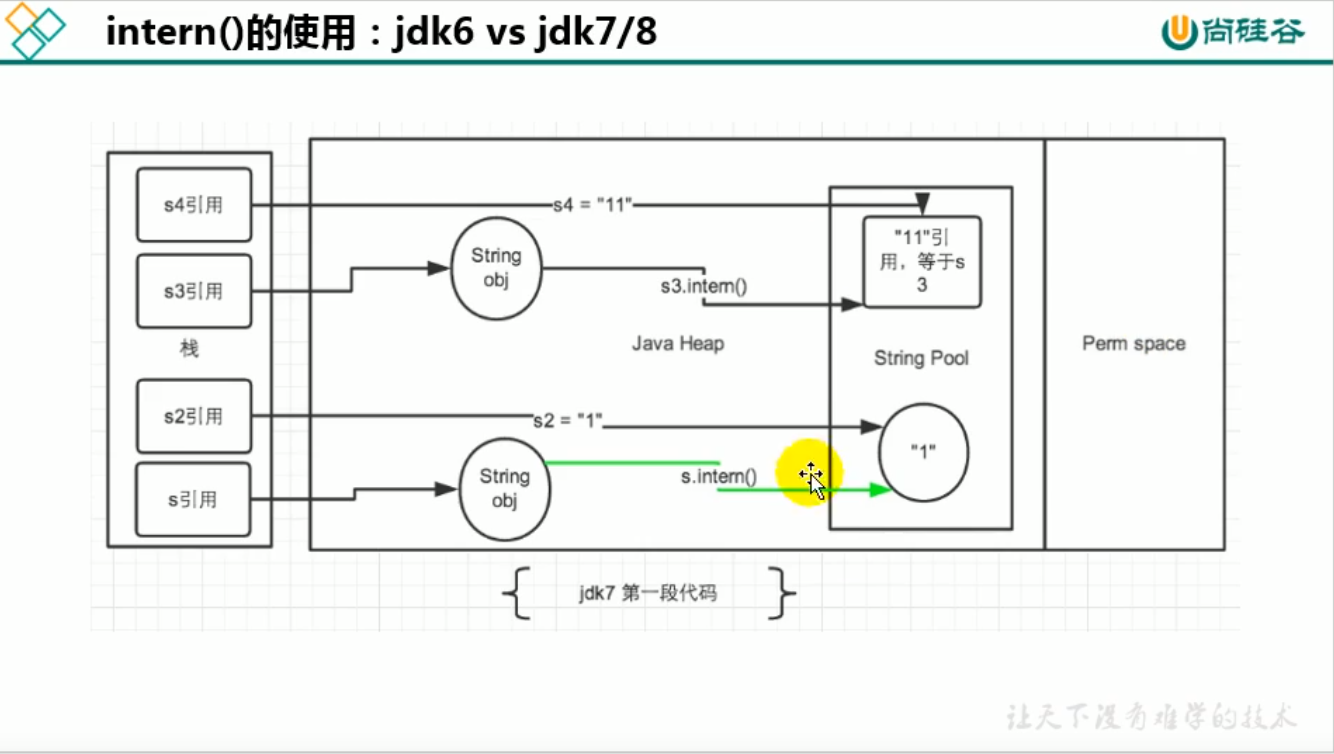 intern()的使用：jdk6 vs jdk7/8
尚硅谷
s4引用
s4 = "11"
String
obj
"11"引
用，等于s
3
s3引用
s3.intern()
栈
Java Heap
String Pool
Perm space
s2引用
s2 = "1"
"1"
s引用
String
obj
s.intern()
jdk7 第一段代码
让天下没有难学的技术